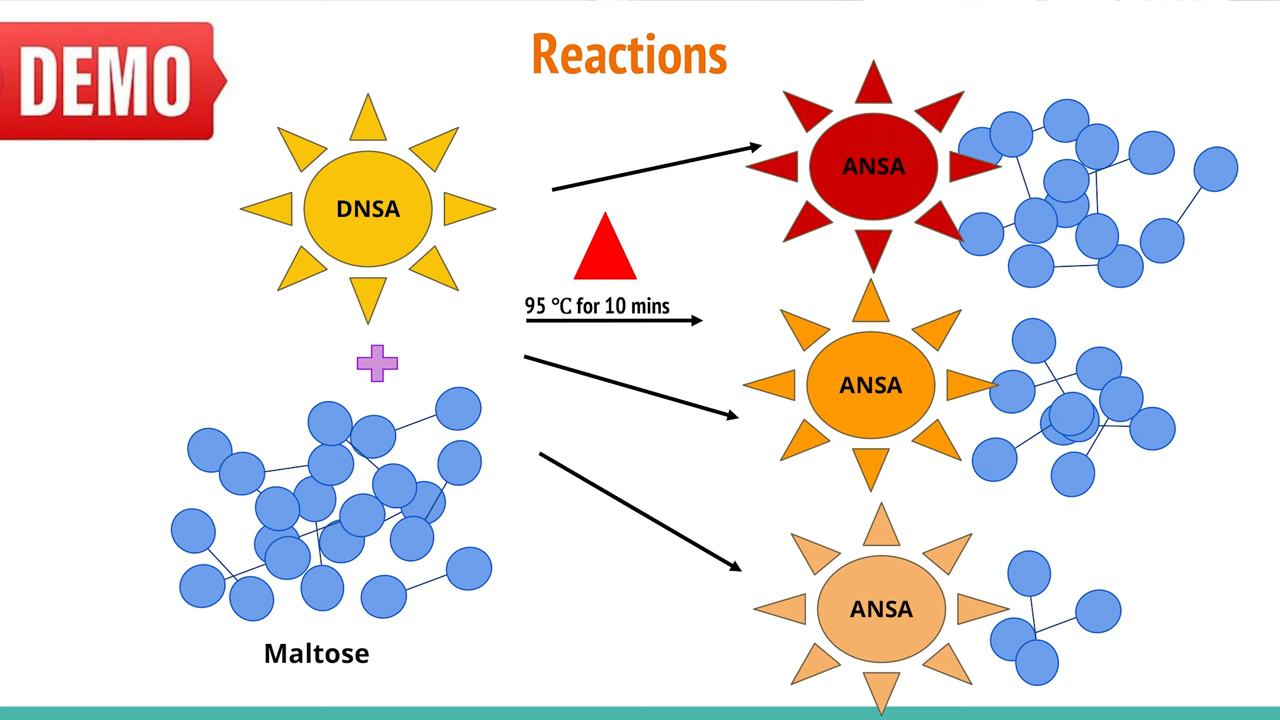 DEMO
Reactions
DNSA
ANSA
95 °C for 10 mins
ANSA
ANSA
Maltose